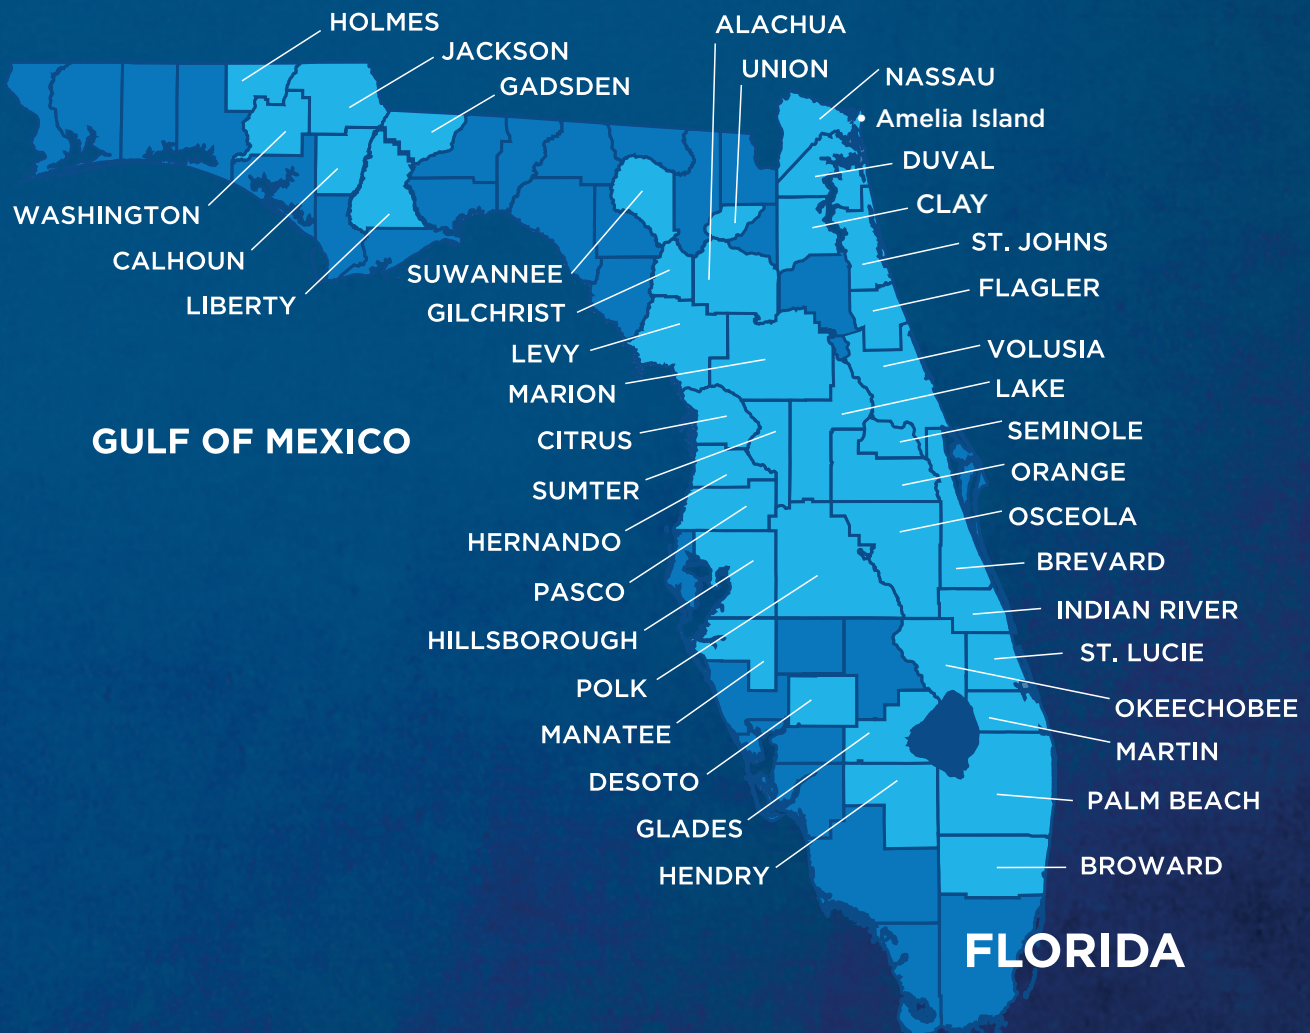 HOLMES
JACKSON
GADSDEN
ALACHUA
UNION
NASSAU
Amelia Island
DUVAL
CLAY
ST. JOHNS
FLAGLER
VOLUSIA
LAKE
SEMINOLE
ORANGE
OSCEOLA
BREVARD
INDIAN RIVER
ST. LUCIE
OKEECHOBEE
MARTIN
PALM BEACH
BROWARD
WASHINGTON
CALHOUN
LIBERTY
SUWANNEE
GILCHRIST
LEVY
MARION
CITRUS
SUMTER
HERNANDO
PASCO
HILLSBOROUGH
POLK
MANATEE
DESOTO
GLADES
HENDRY
GULF OF MEXICO
FLORIDA